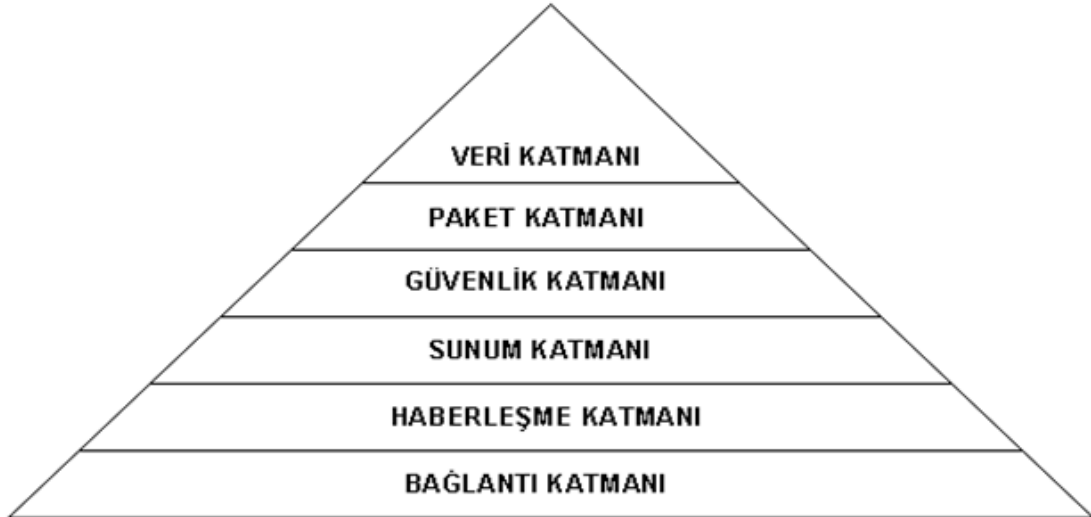 VERİ KATMANI
PAKET KATMANI
GÜVENLİK KATMANI
SUNUM KATMANI
HABERLEŞME KATMANI
BAĞLANTI KATMANI